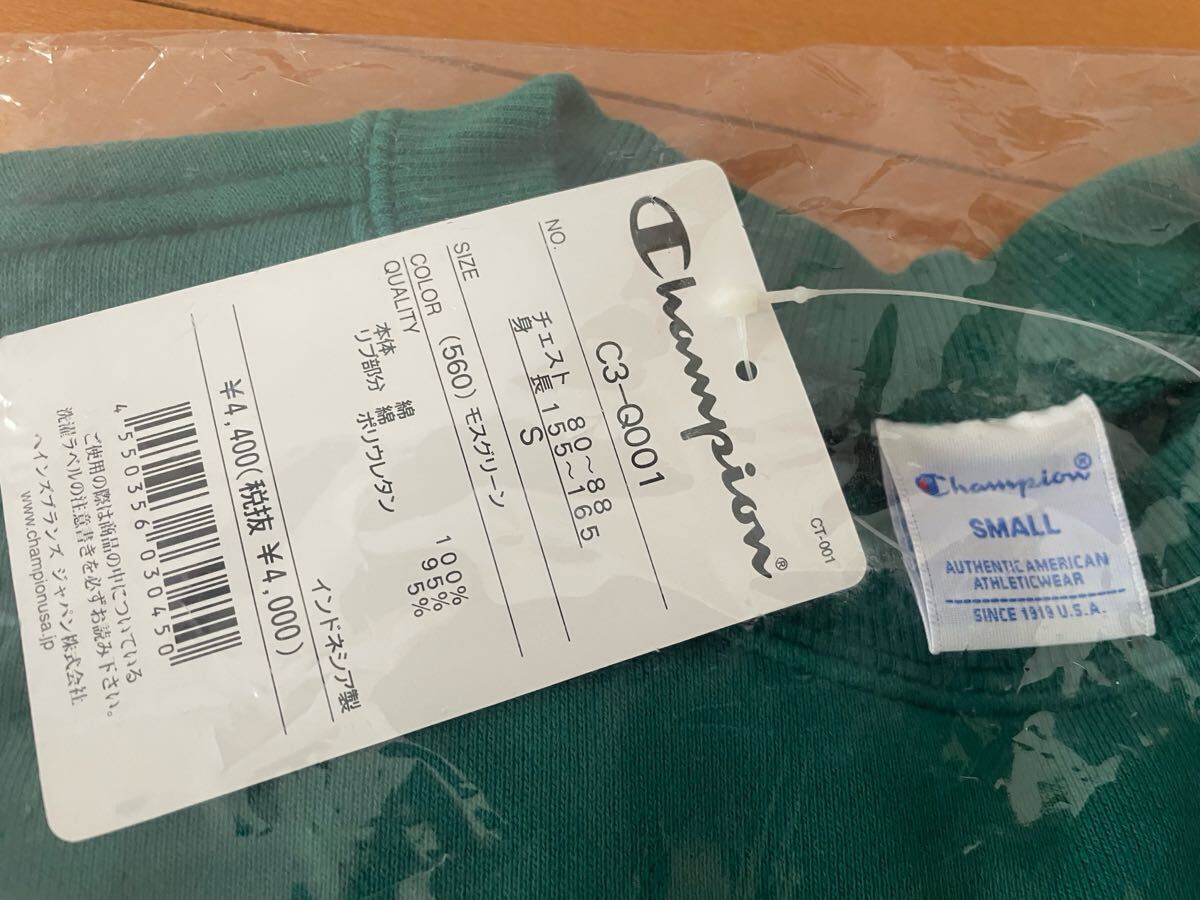 Champion®
CT-001
NO. C3-Q001
チェスト 80～88
身 長 155～165
SIZE S
COLOR (560) モスグリーン
QUALITY
本体 綿 100%
リブ部分 綿 95%
ポリウレタン 5%
インドネシア製
¥4,400(税抜 ¥4,000)
4 550356 030450
ご使用の際は商品の中についている
洗濯ラベルの注意書きを必ずお読み下さい。
ヘインズブランズ ジャパン株式会社
www.championusa.jp
Champion®
SMALL
AUTHENTIC AMERICAN
ATHLETICWEAR
SINCE 1919 U.S.A.